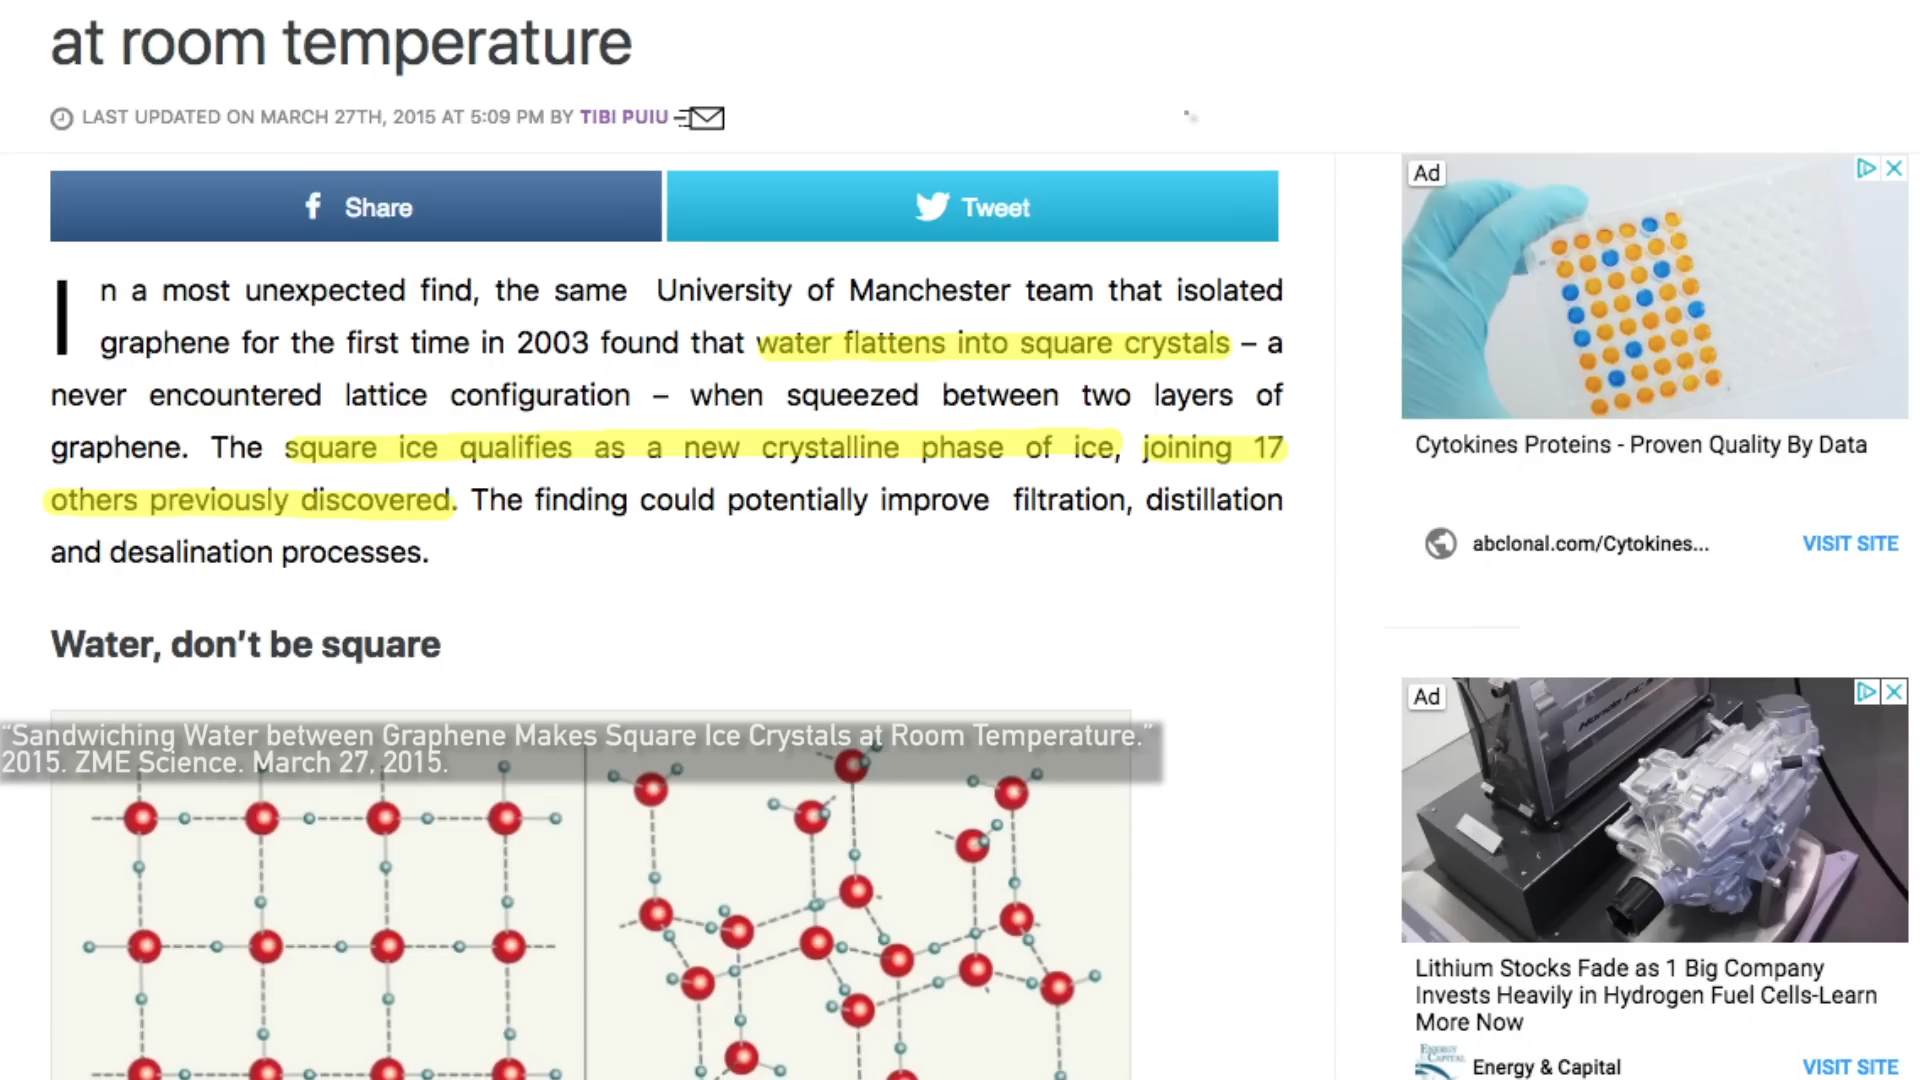 at room temperature
LAST UPDATED ON MARCH 27TH, 2015 AT 5:09 PM BY TIBI PUIU
Share
Tweet
In a most unexpected find, the same University of Manchester team that isolated
graphene for the first time in 2003 found that water flattens into square crystals – a
never encountered lattice configuration – when squeezed between two layers of
graphene. The square ice qualifies as a new crystalline phase of ice, joining 17
others previously discovered. The finding could potentially improve filtration, distillation
and desalination processes.
Water, don't be square
"Sandwiching Water between Graphene Makes Square Ice Crystals at Room Temperature."
2015. ZME Science. March 27, 2015.
Ad
Cytokines Proteins - Proven Quality By Data
abclonal.com/Cytokines...
VISIT SITE
Ad
Lithium Stocks Fade as 1 Big Company
Invests Heavily in Hydrogen Fuel Cells-Learn
More Now
Energy & Capital
VISIT SITE